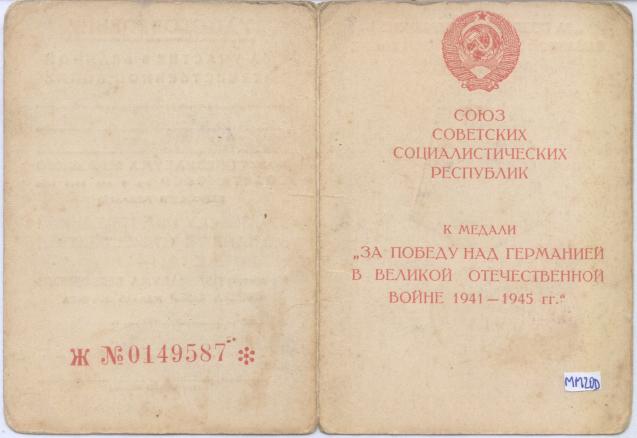 Ж №0149587 *
СОЮЗ
СОВЕТСКИХ
СОЦИАЛИСТИЧЕСКИХ
РЕСПУБЛИК
К МЕДАЛИ
„ЗА ПОБЕДУ НАД ГЕРМАНИЕЙ
В ВЕЛИКОЙ ОТЕЧЕСТВЕННОЙ
ВОЙНЕ 1941—1945 гг.“
MM20D